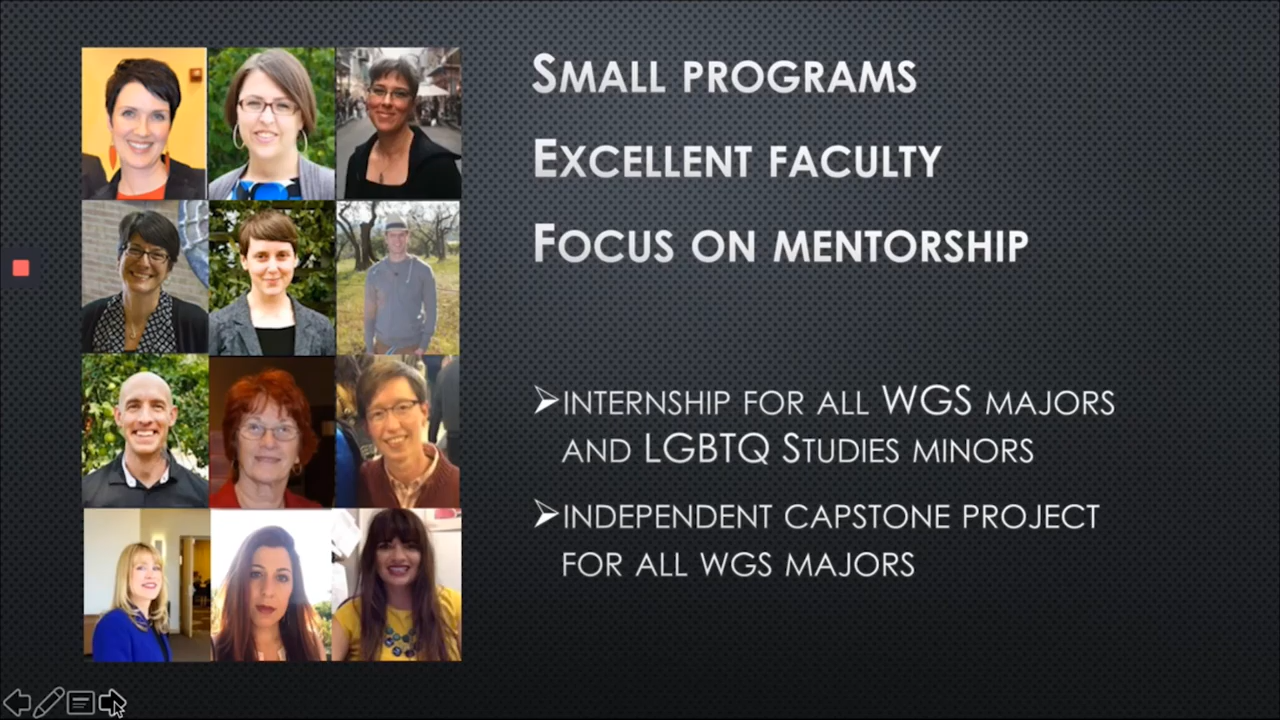 SMALL PROGRAMS
EXCELLENT FACULTY
FOCUS ON MENTORSHIP
➢INTERNSHIP FOR ALL WGS MAJORS
AND LGBTQ STUDIES MINORS
➢INDEPENDENT CAPSTONE PROJECT
FOR ALL WGS MAJORS